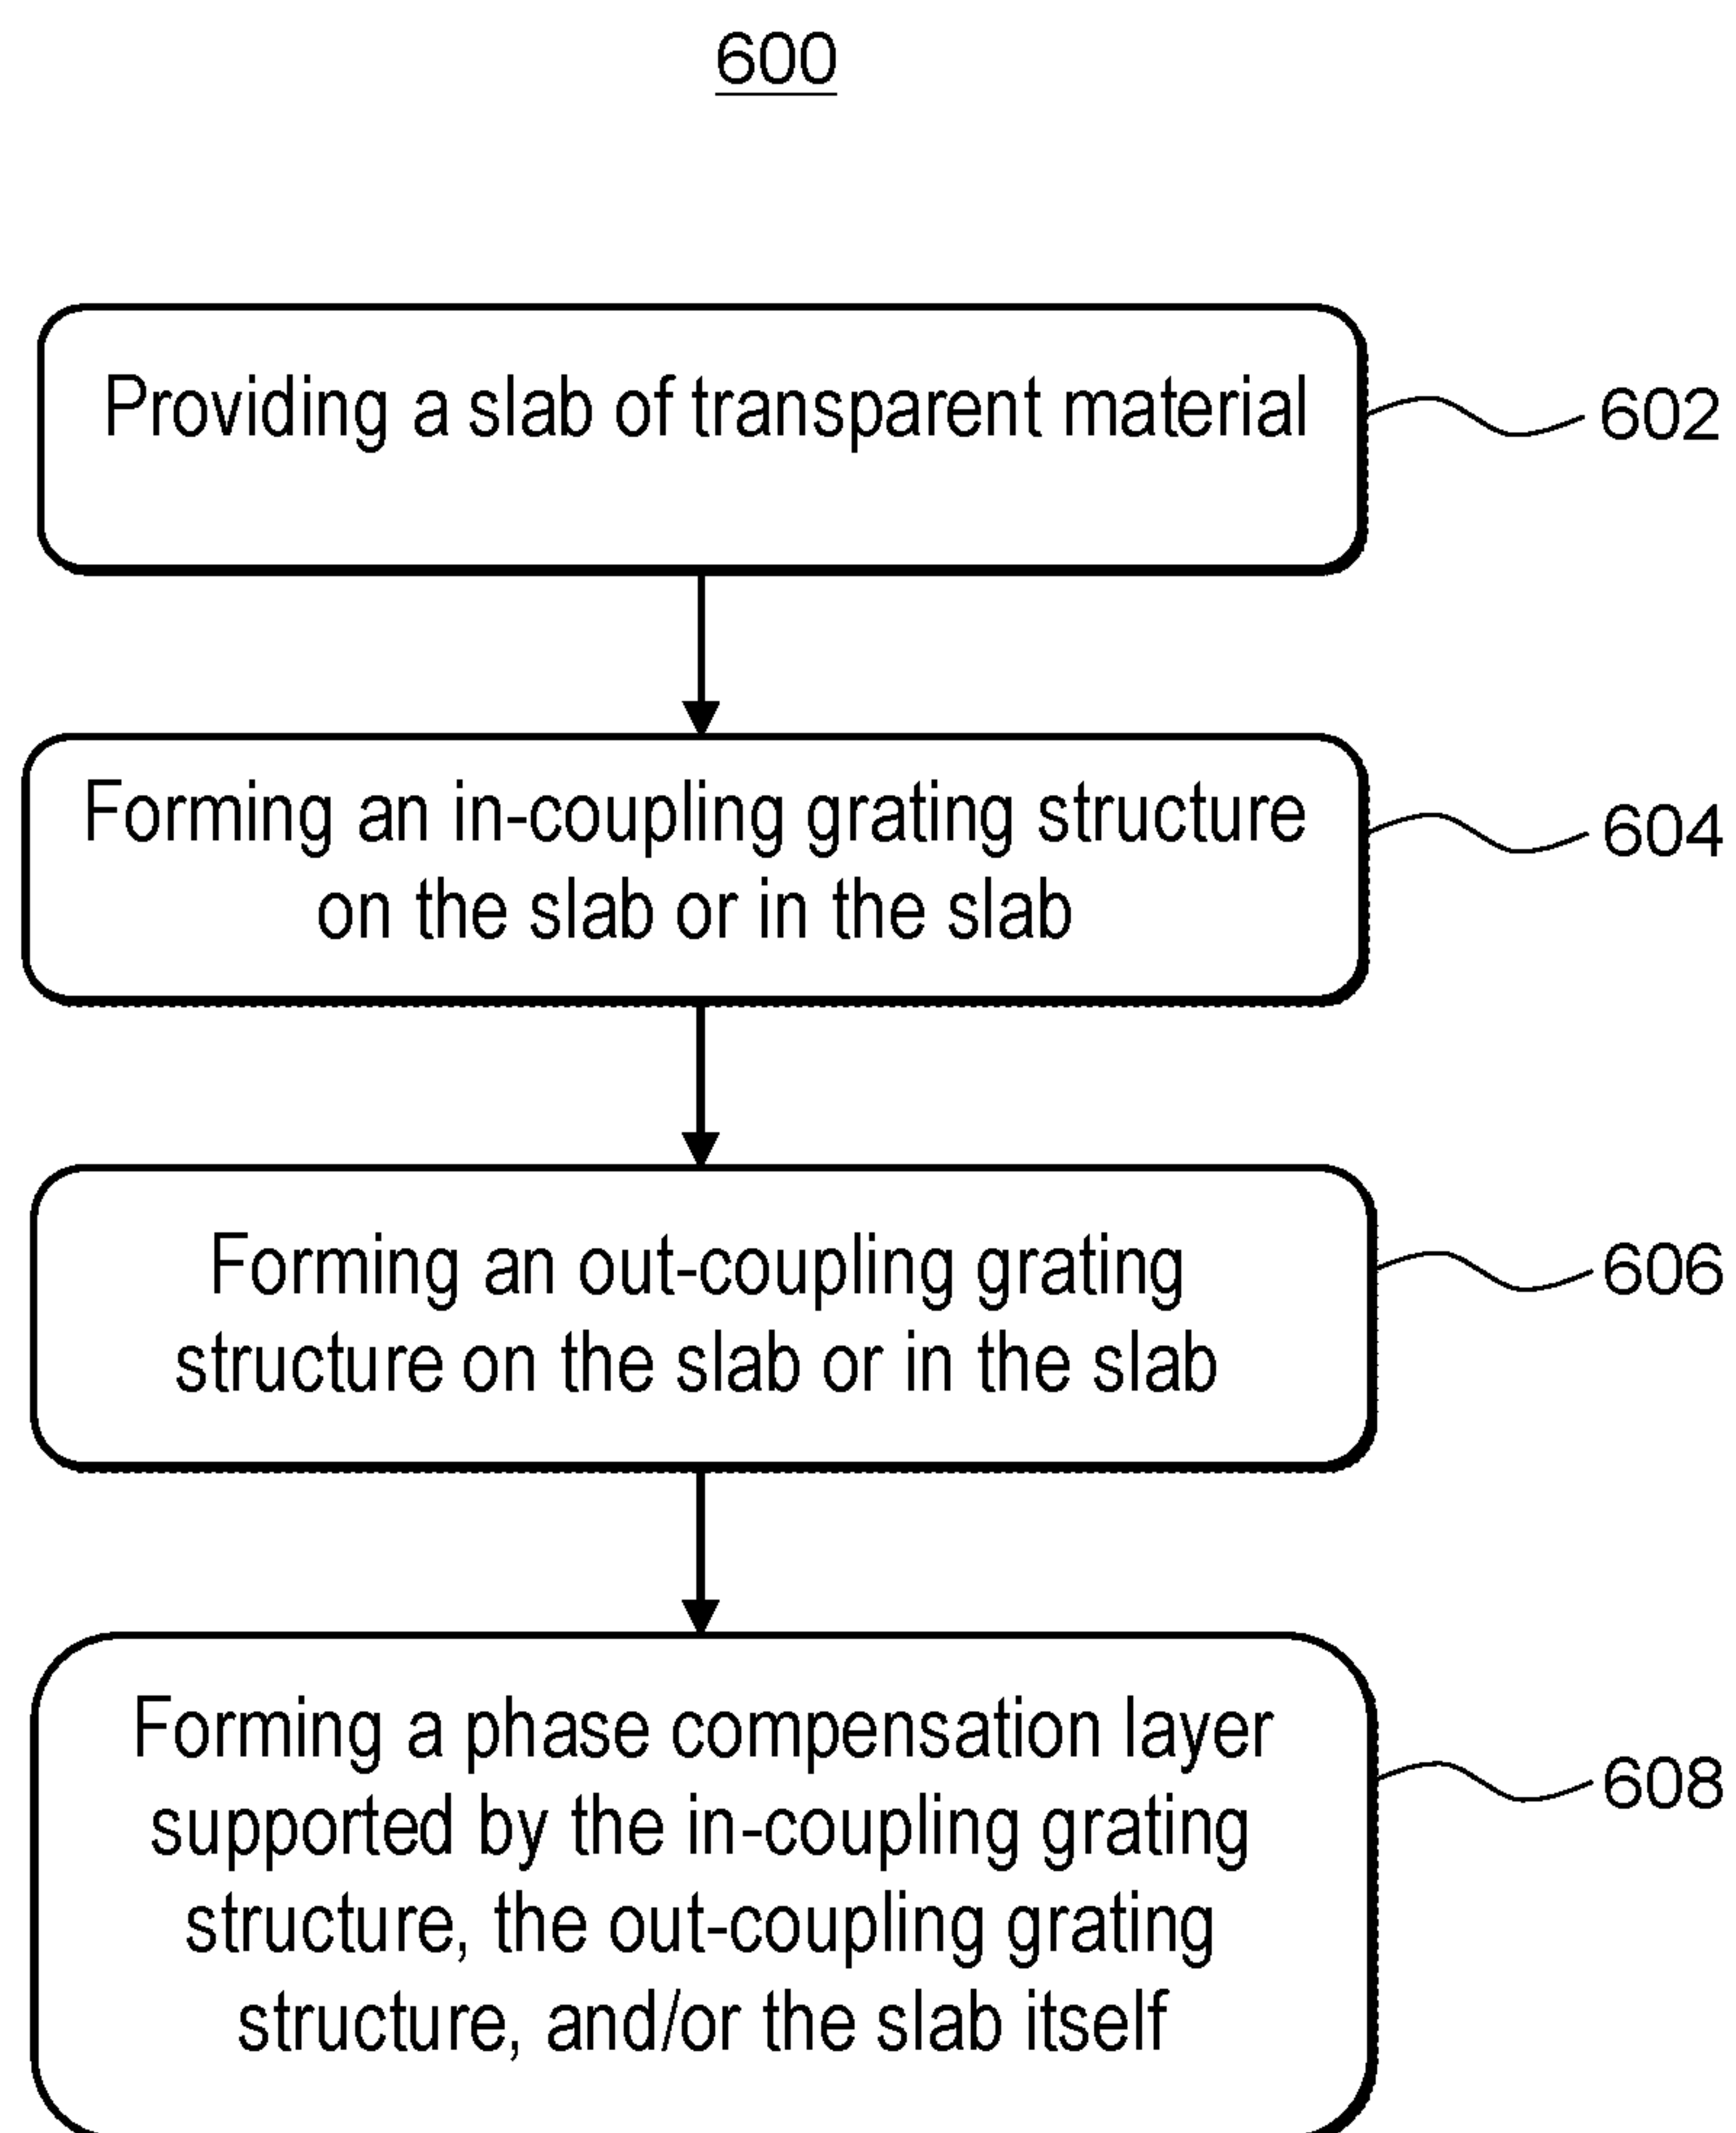 600
Providing a slab of transparent material
602
Forming an in-coupling grating structure
on the slab or in the slab
604
Forming an out-coupling grating
structure on the slab or in the slab
606
Forming a phase compensation layer
supported by the in-coupling grating
structure, the out-coupling grating
structure, and/or the slab itself
608